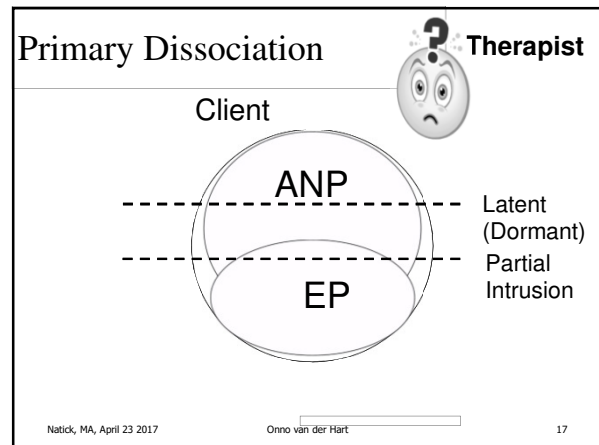 Primary Dissociation
?
Therapist
Client
ANP
Latent
(Dormant)
Partial
Intrusion
EP
Natick, MA, April 23 2017
Onno van der Hart
17